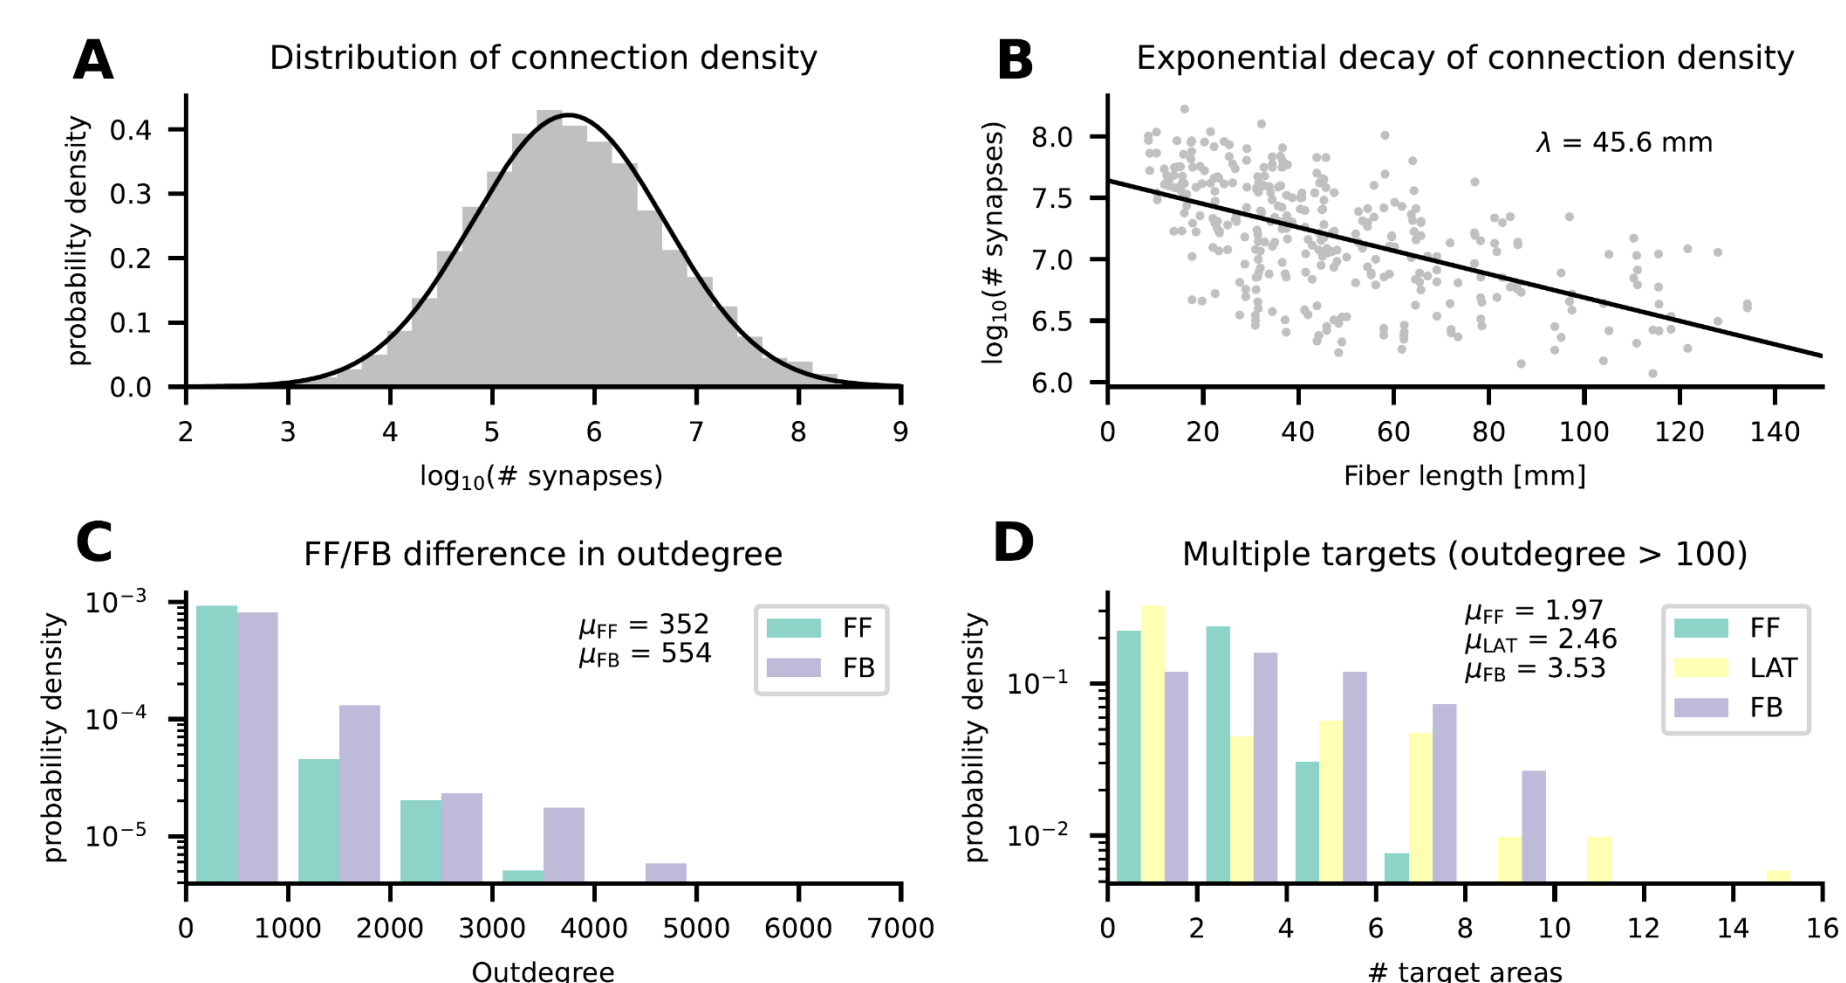 A
Distribution of connection density
probability density
0.4
0.3
0.2
0.1
0.0
2 3 4 5 6 7 8 9
log₁₀(# synapses)
B
Exponential decay of connection density
log₁₀(# synapses)
8.0
7.5
7.0
6.5
6.0
λ = 45.6 mm
0 20 40 60 80 100 120 140
Fiber length [mm]
C
FF/FB difference in outdegree
probability density
10⁻³
10⁻⁴
10⁻⁵
μFF = 352
μFB = 554
FF
FB
0 1000 2000 3000 4000 5000 6000 7000
Outdegree
D
Multiple targets (outdegree > 100)
probability density
10⁻¹
10⁻²
μFF = 1.97
μLAT = 2.46
μFB = 3.53
FF
LAT
FB
0 2 4 6 8 10 12 14 16
# target areas